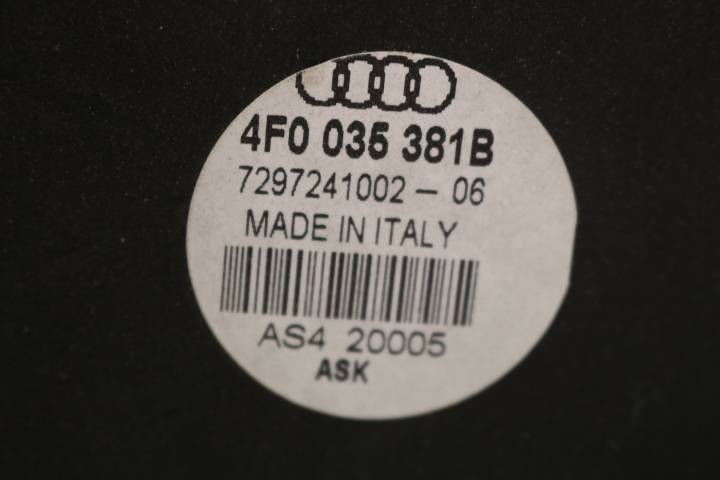 4F0 035 381B
7297241002 - 06
MADE IN ITALY
AS4 20005
ASK